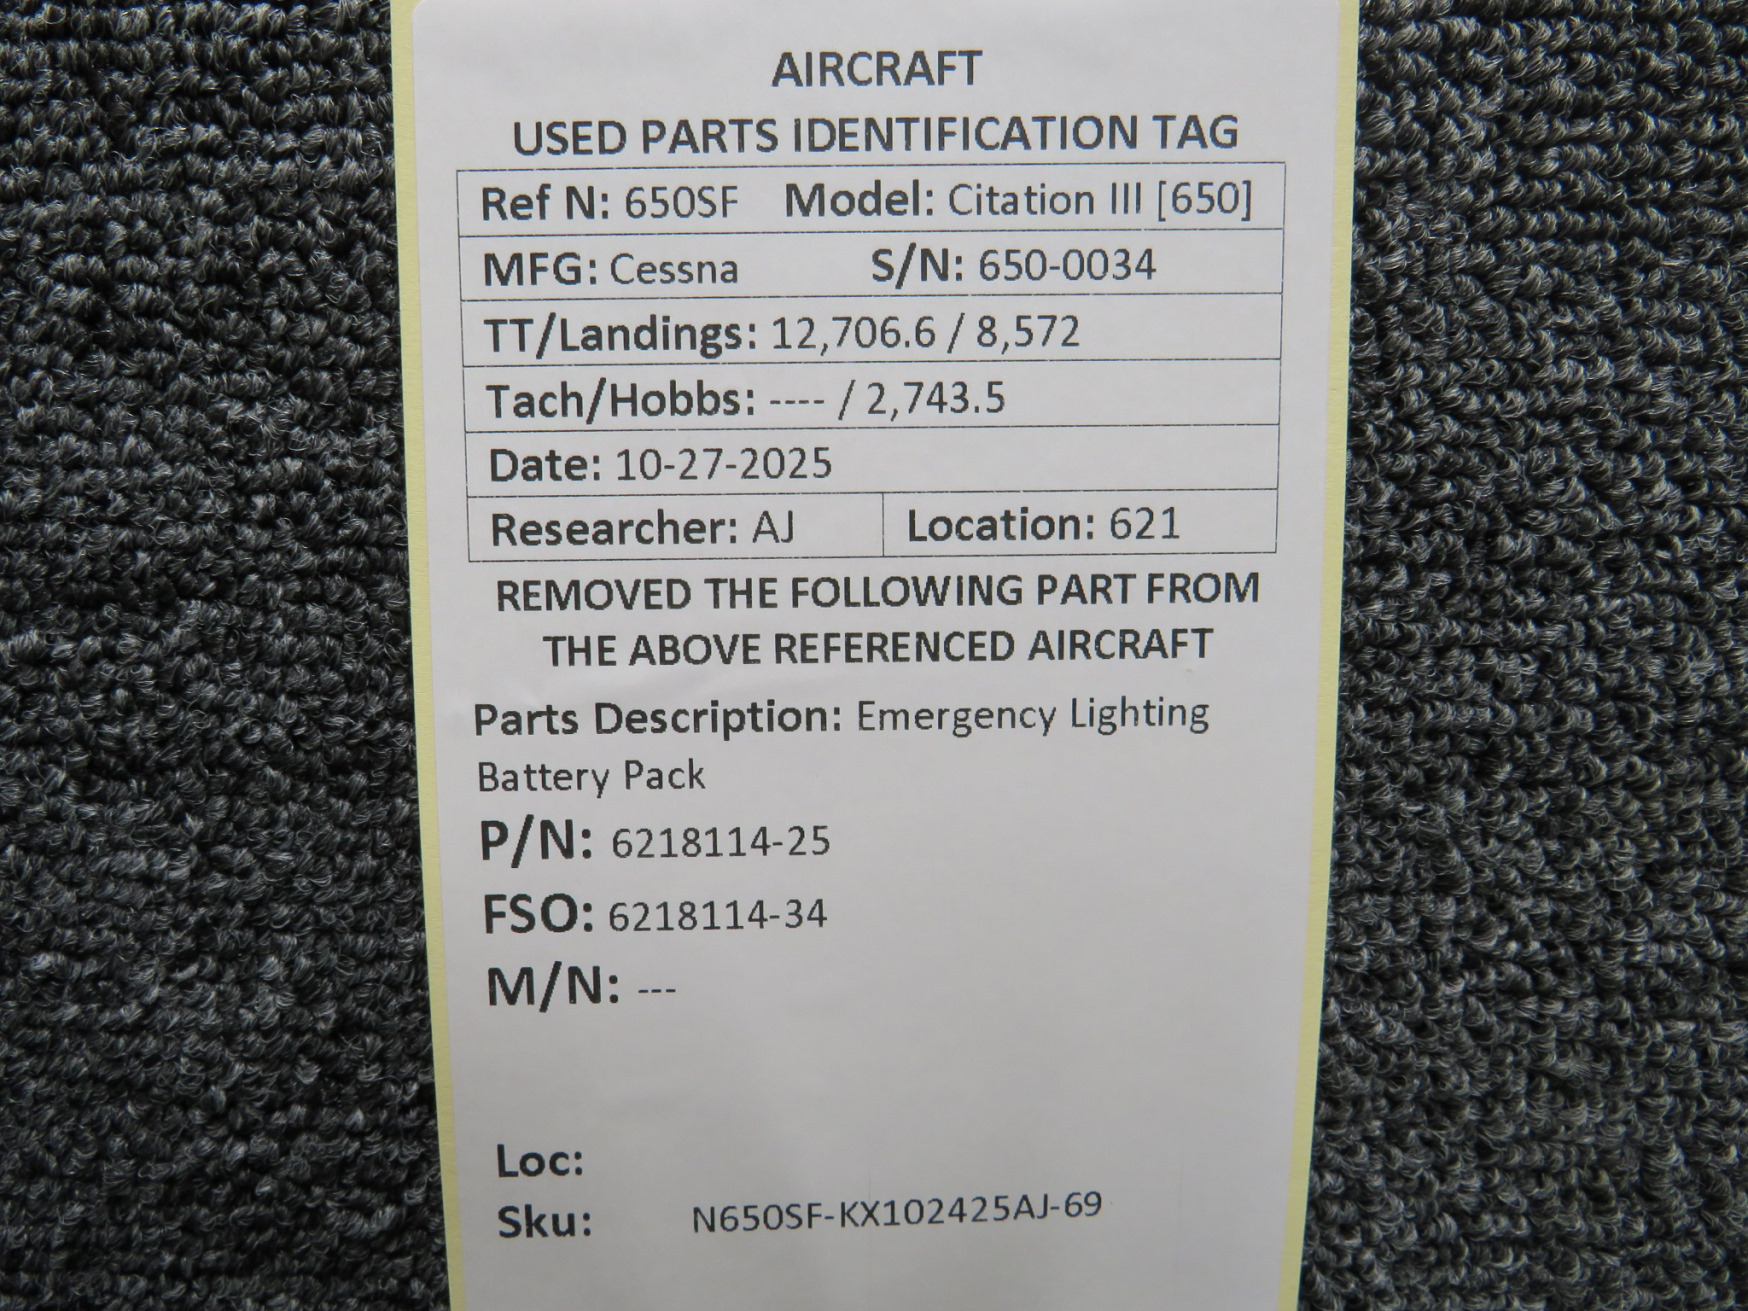 AIRCRAFT
USED PARTS IDENTIFICATION TAG
Ref N: 650SF Model: Citation III [650]
MFG: Cessna S/N: 650-0034
TT/Landings: 12,706.6 / 8,572
Tach/Hobbs: ---- / 2,743.5
Date: 10-27-2025
Researcher: AJ Location: 621
REMOVED THE FOLLOWING PART FROM
THE ABOVE REFERENCED AIRCRAFT
Parts Description: Emergency Lighting
Battery Pack
P/N: 6218114-25
FSO: 6218114-34
M/N: ---
Loc:
Sku: N650SF-KX102425AJ-69